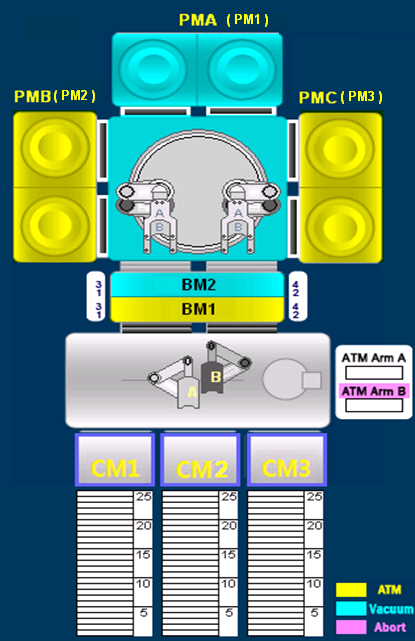 PMA (PM1)
PMB(PM2)
PMC(PM3)
A
B
A
B
3
1
BM2
4
2
3
1
BM1
4
2
ATM Arm A
ATM Arm B
A
B
CM1
CM2
CM3
25
25
25
20
20
20
15
15
15
10
10
10
5
5
5
ATM
Vacuum
Abort